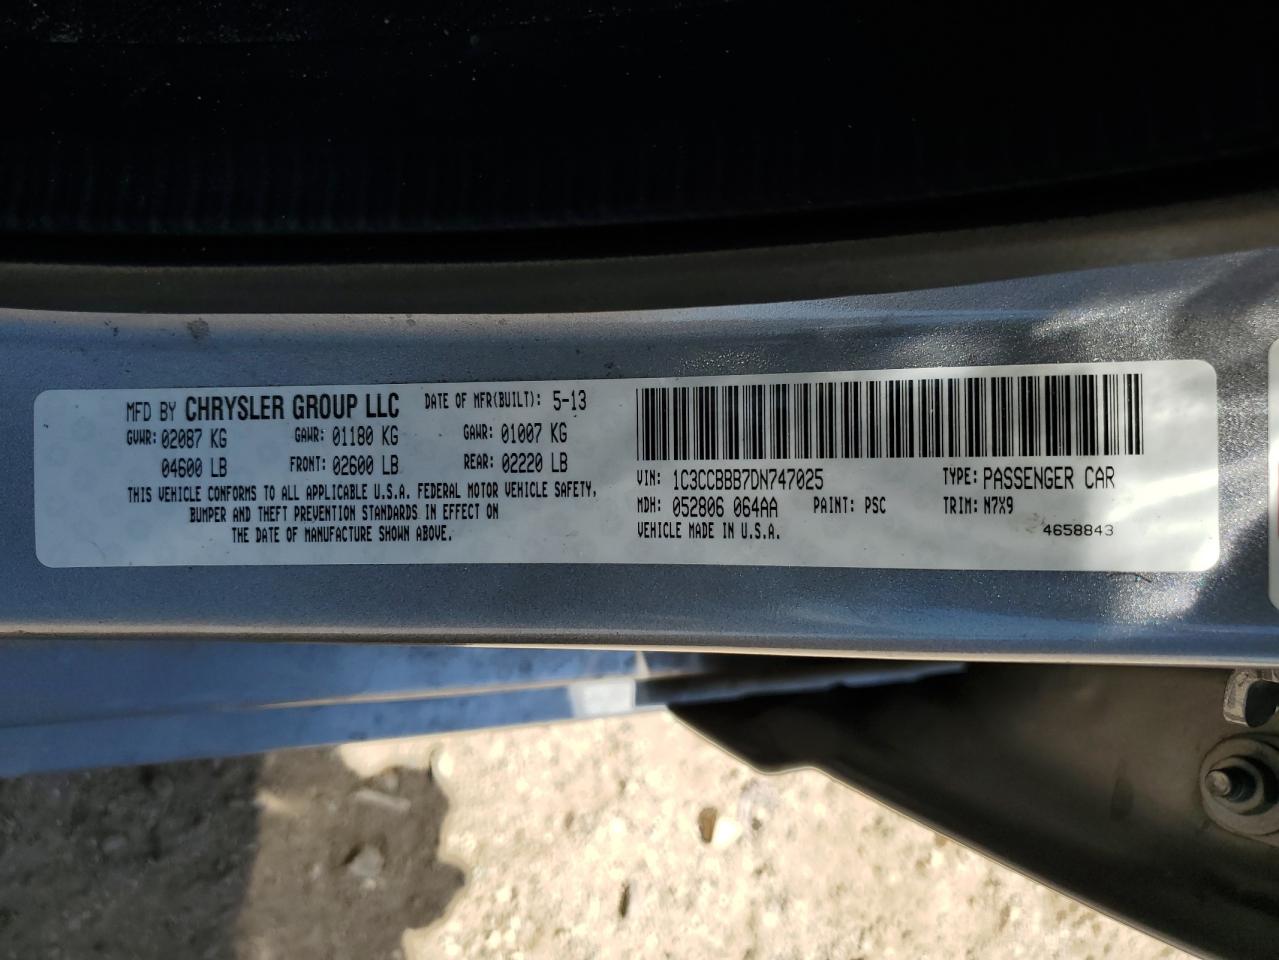 MFD BY CHRYSLER GROUP LLC DATE OF MFR(BUILT): 5-13
GVWR: 02087 KG GAWR: 01180 KG GAWR: 01007 KG
04600 LB FRONT: 02600 LB REAR: 02220 LB
THIS VEHICLE CONFORMS TO ALL APPLICABLE U.S.A. FEDERAL MOTOR VEHICLE SAFETY,
BUMPER AND THEFT PREVENTION STANDARDS IN EFFECT ON
THE DATE OF MANUFACTURE SHOWN ABOVE.
VIN: 1C3CCBBB7DN747025 TYPE: PASSENGER CAR
MDH: 052806 064AA PAINT: PSC TRIM: N7X9
VEHICLE MADE IN U.S.A. 4658843